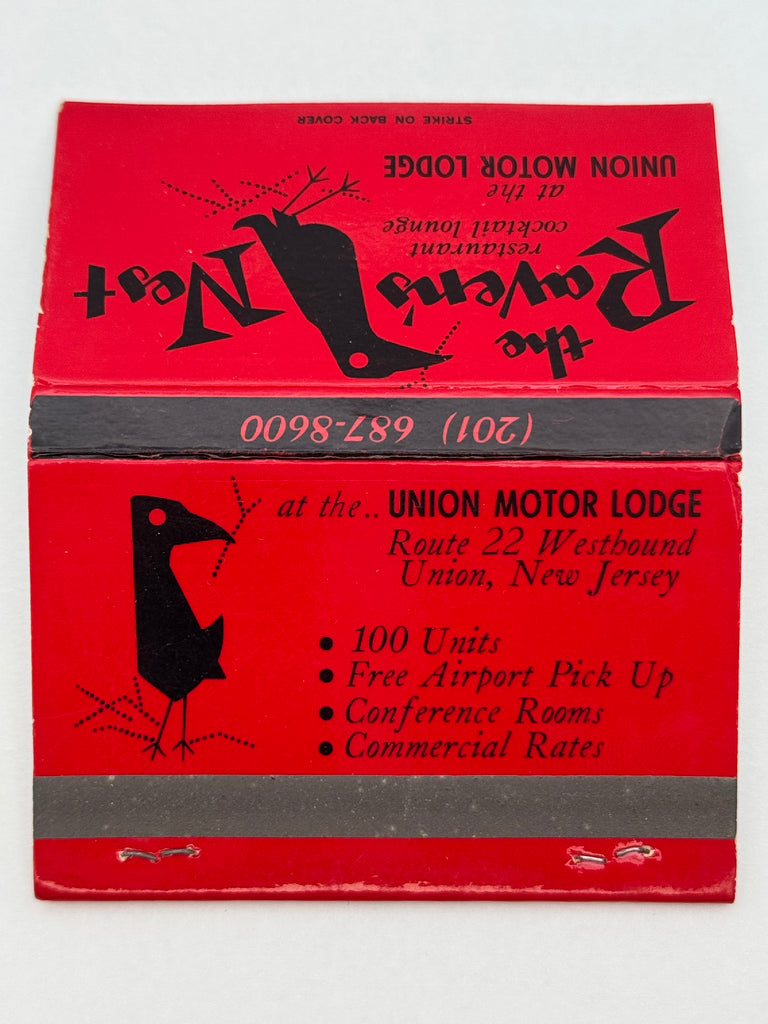 STRIKE ON BACK COVER
UNION MOTOR LODGE
at the
cocktail lounge
restaurant
the Raven's Nest
(201) 687-8600
at the.. UNION MOTOR LODGE
Route 22 Westbound
Union, New Jersey
• 100 Units
• Free Airport Pick Up
• Conference Rooms
• Commercial Rates